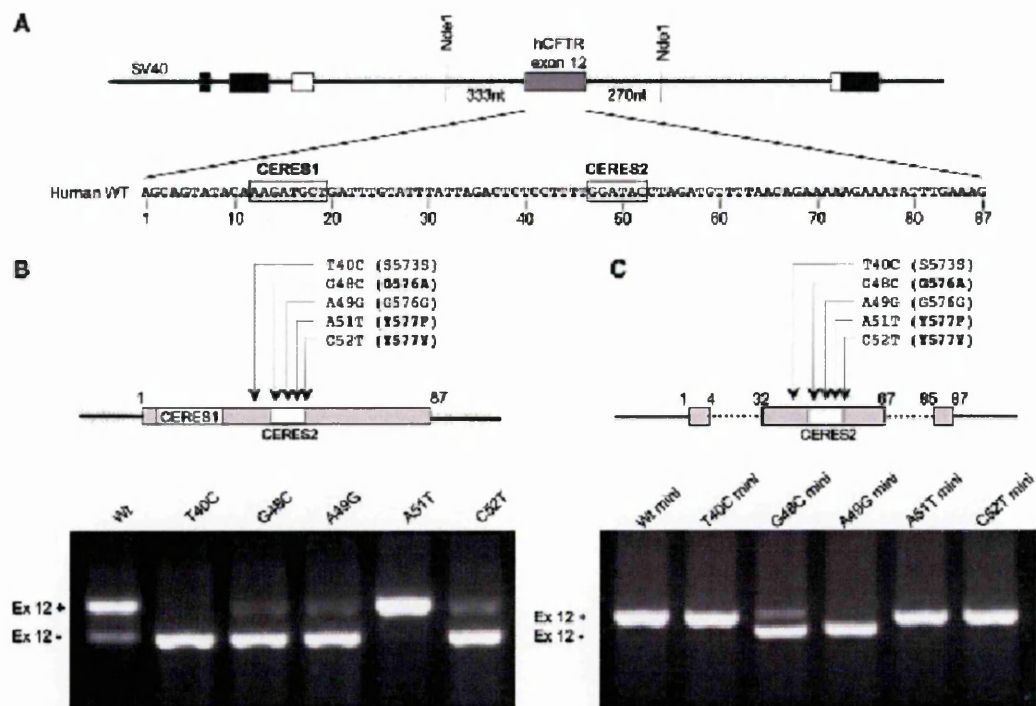 A
SV40
Nde1
hCFTR
exon 12
Nde1
333nt
270nt
CERES1
CERES2
Human WT
AGCAGTATACAAAGATGCTGATTTGTATTTATTAGACTCTCCTTTTGGATACCTAGATGTTTTAACAGAAAAAGAAATATTTGAAAG
1 10 20 30 40 50 60 70 80 87
B
T40C (S573S)
G48C (G576A)
A49G (G576G)
A51T (Y577F)
C52T (Y577Y)
1
87
CERES1
CERES2
Wt T40C G48C A49G A51T C52T
Ex 12 +
Ex 12 -
C
T40C (S573S)
G48C (G576A)
A49G (G576G)
A51T (Y577F)
C52T (Y577Y)
1 4 32 67 85 87
CERES2
Wt mini T40C mini G48C mini A49G mini A51T mini C52T mini
Ex 12 +
Ex 12 -